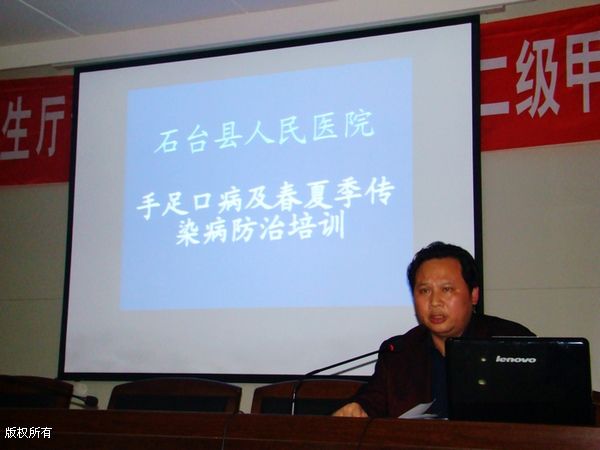 生厅
二级甲
石台县人民医院
手足口病及春夏季传
染病防治培训
lenovo
版权所有